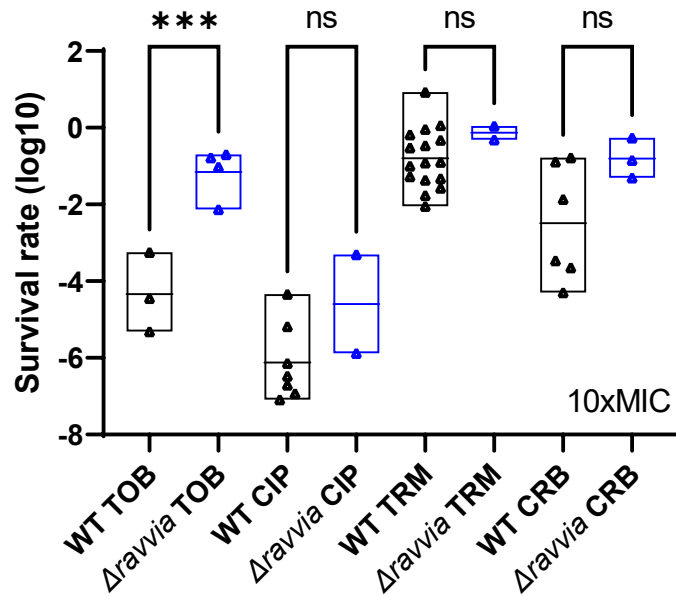 *** ns ns ns
2
0
-2
-4
-6
-8
Survival rate (log10)
10xMIC
WT TOB
Δravvia TOB
WT CIP
Δravvia CIP
WT TRM
Δravvia TRM
WT CRB
Δravvia CRB